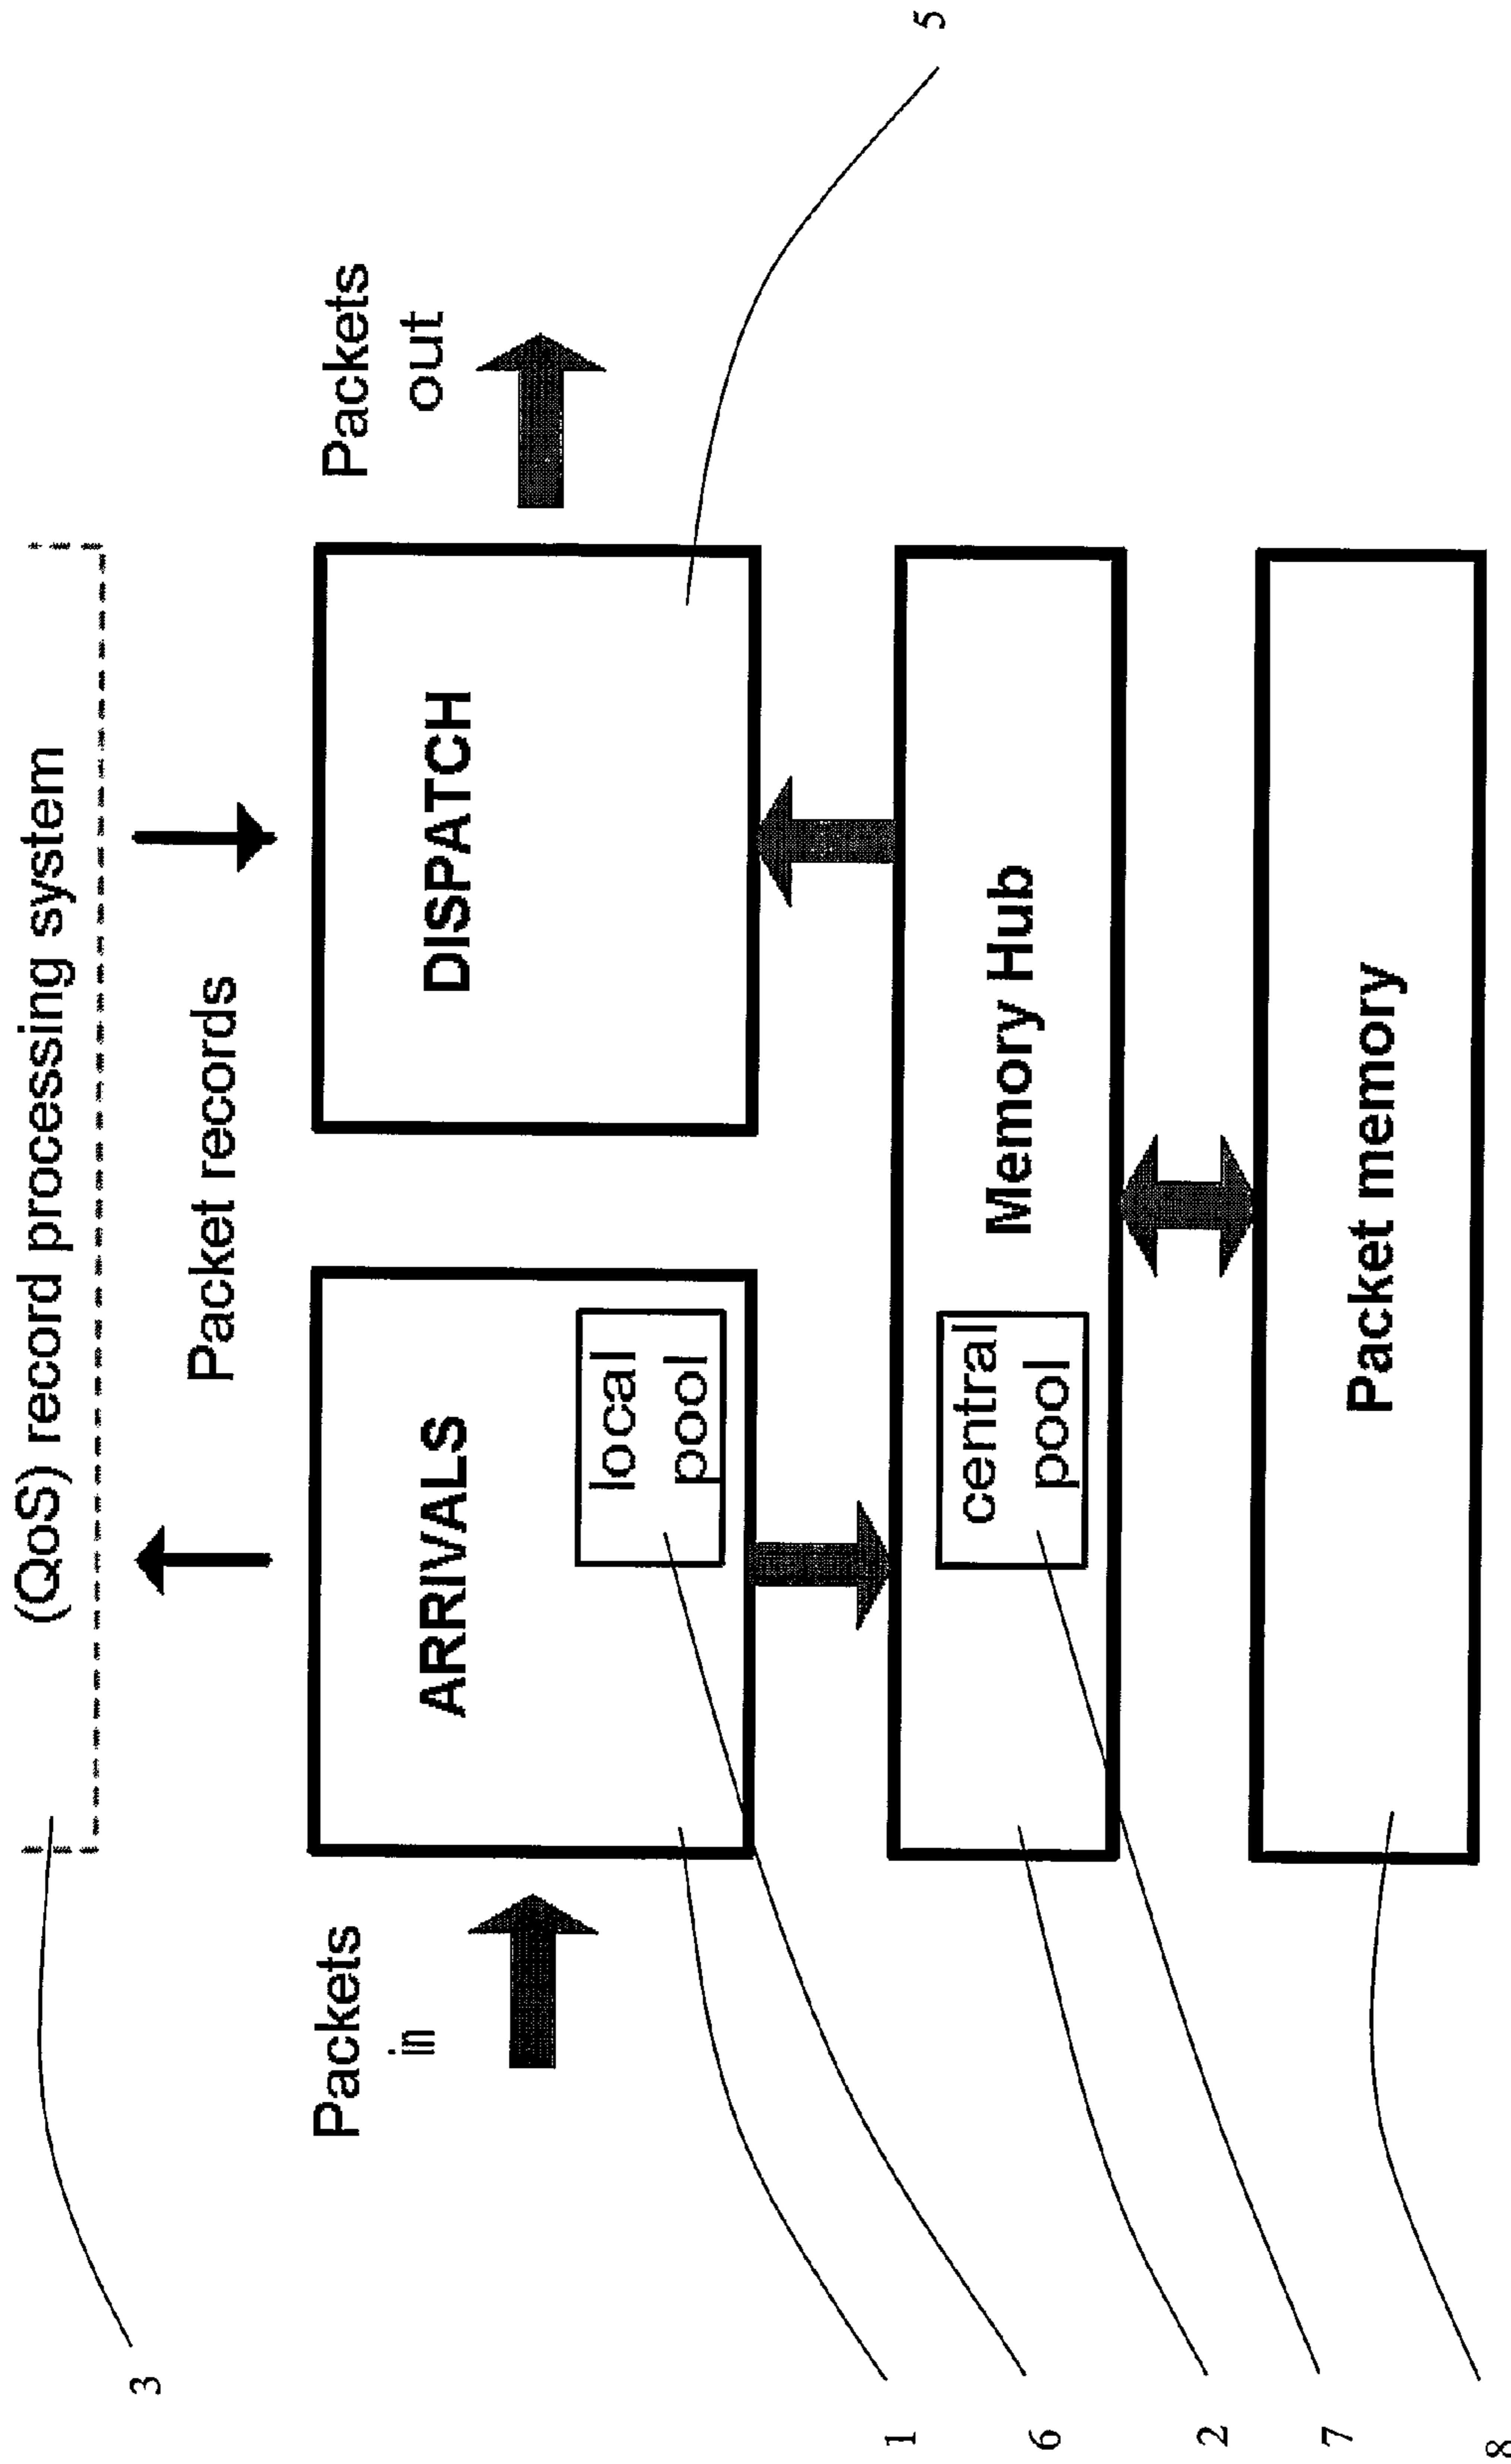 (QoS) record processing system
Packet records
Packets
in
ARRIVALS
local
pool
DISPATCH
Packets
out
Memory Hub
central
pool
Packet memory
3
5
1
6
2
7
8